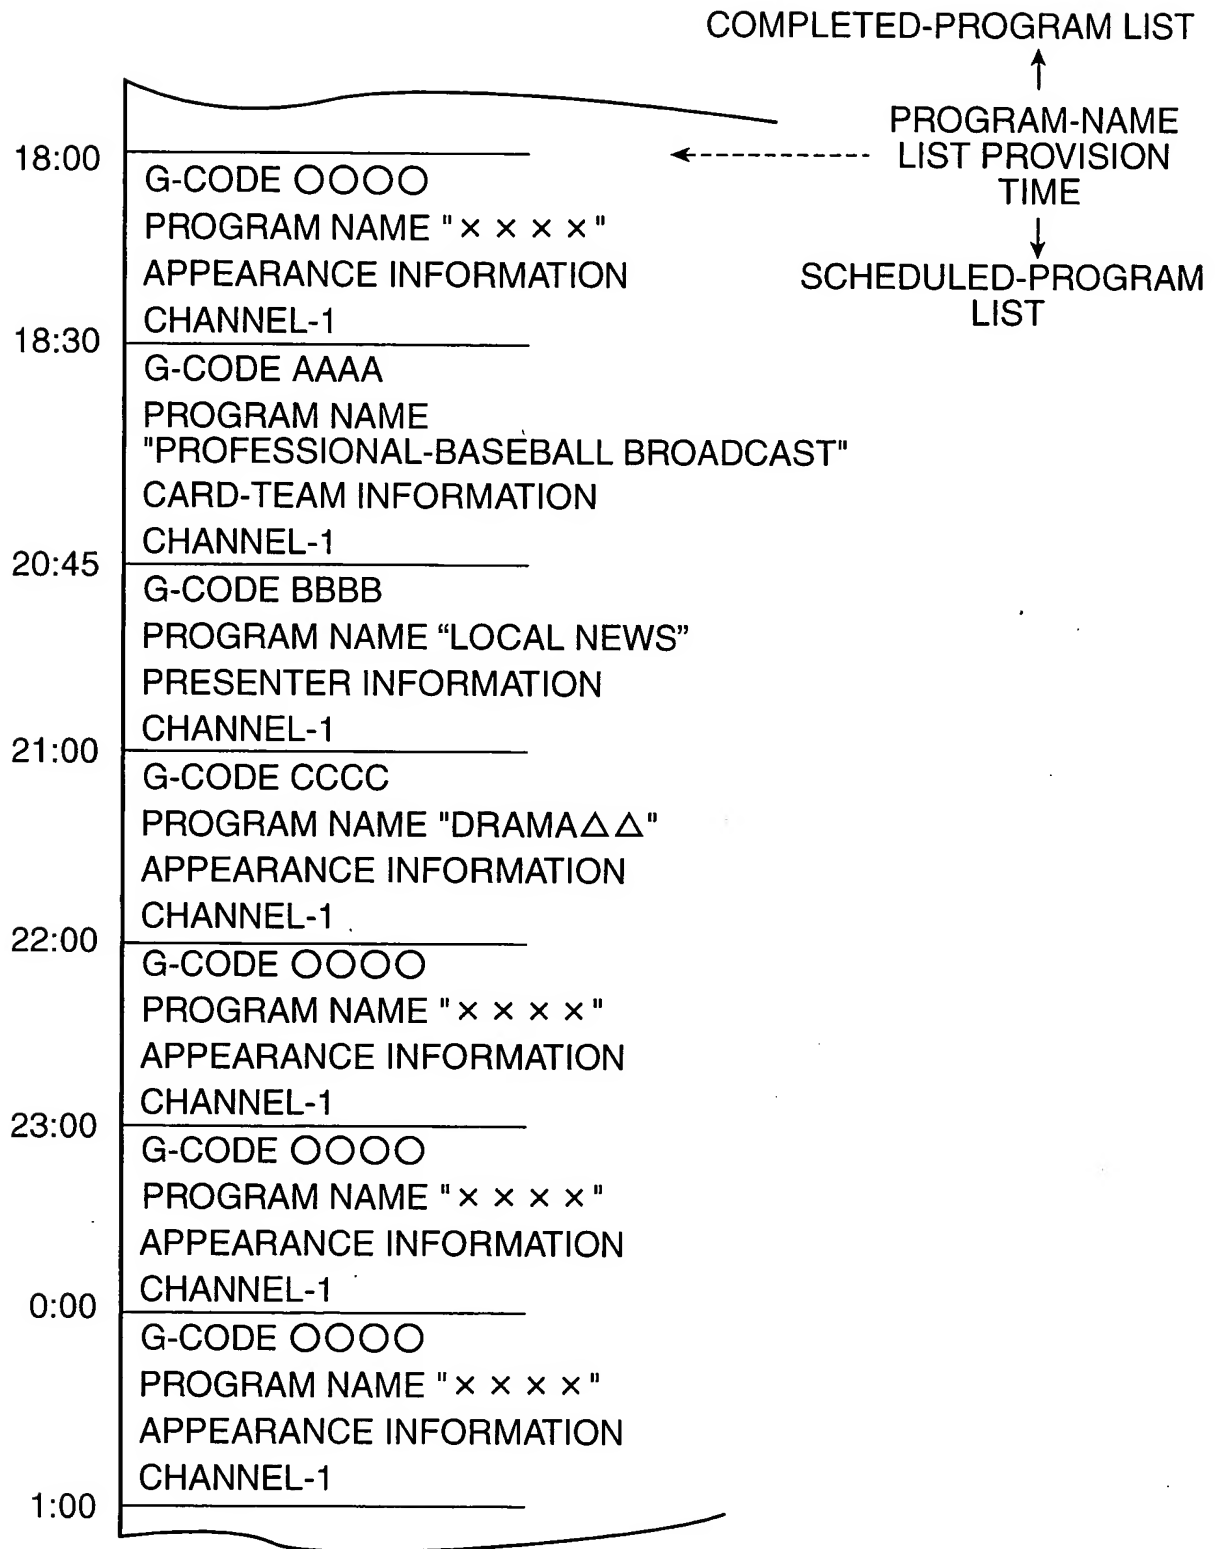 COMPLETED-PROGRAM LIST
↑
PROGRAM-NAME
LIST PROVISION
TIME
↓
SCHEDULED-PROGRAM
LIST
18:00
G-CODE ○○○○
PROGRAM NAME "××××"
APPEARANCE INFORMATION
CHANNEL-1
18:30
G-CODE AAAA
PROGRAM NAME
"PROFESSIONAL-BASEBALL BROADCAST"
CARD-TEAM INFORMATION
CHANNEL-1
20:45
G-CODE BBBB
PROGRAM NAME “LOCAL NEWS”
PRESENTER INFORMATION
CHANNEL-1
21:00
G-CODE CCCC
PROGRAM NAME "DRAMA△△"
APPEARANCE INFORMATION
CHANNEL-1
22:00
G-CODE ○○○○
PROGRAM NAME "××××"
APPEARANCE INFORMATION
CHANNEL-1
23:00
G-CODE ○○○○
PROGRAM NAME "××××"
APPEARANCE INFORMATION
CHANNEL-1
0:00
G-CODE ○○○○
PROGRAM NAME "××××"
APPEARANCE INFORMATION
CHANNEL-1
1:00